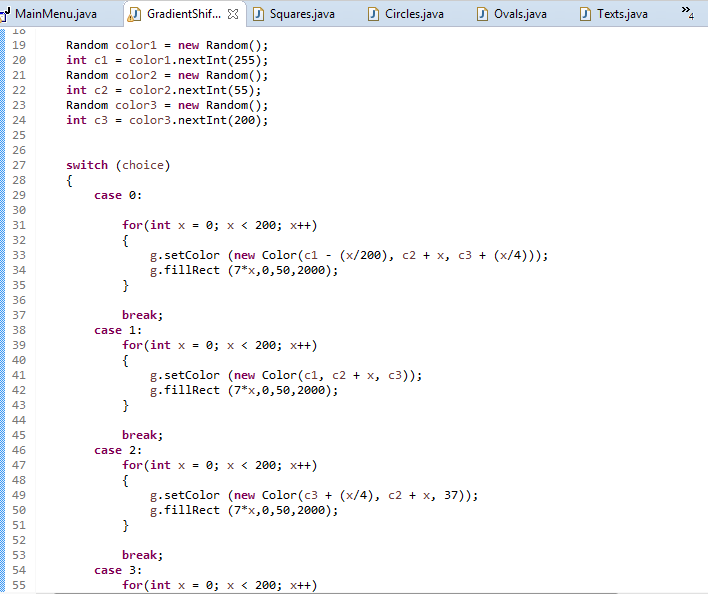 MainMenu.java GradientShif... Squares.java Circles.java Ovals.java Texts.java »4
18
19 Random color1 = new Random();
20 int c1 = color1.nextInt(255);
21 Random color2 = new Random();
22 int c2 = color2.nextInt(55);
23 Random color3 = new Random();
24 int c3 = color3.nextInt(200);
25
26
27 switch (choice)
28 {
29 case 0:
30
31 for(int x = 0; x < 200; x++)
32 {
33 g.setColor (new Color(c1 - (x/200), c2 + x, c3 + (x/4)));
34 g.fillRect (7*x,0,50,2000);
35 }
36
37 break;
38 case 1:
39 for(int x = 0; x < 200; x++)
40 {
41 g.setColor (new Color(c1, c2 + x, c3));
42 g.fillRect (7*x,0,50,2000);
43 }
44
45 break;
46 case 2:
47 for(int x = 0; x < 200; x++)
48 {
49 g.setColor (new Color(c3 + (x/4), c2 + x, 37));
50 g.fillRect (7*x,0,50,2000);
51 }
52
53 break;
54 case 3:
55 for(int x = 0; x < 200; x++)